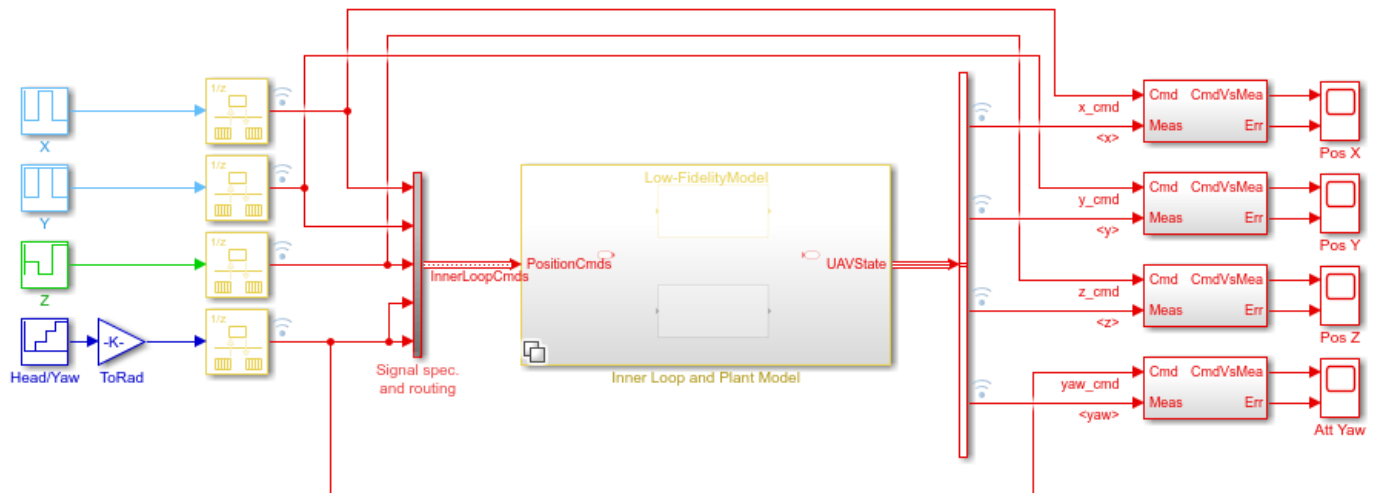 1/z
X
1/z
Y
1/z
Z
1/z
-K-
Head/Yaw
ToRad
Signal spec.
and routing
InnerLoopCmds
Low-FidelityModel
PositionCmds
UAVState
Inner Loop and Plant Model
x_cmd
<x>
Cmd CmdVsMea
Meas Err
Pos X
y_cmd
<y>
Cmd CmdVsMea
Meas Err
Pos Y
z_cmd
<z>
Cmd CmdVsMea
Meas Err
Pos Z
yaw_cmd
<yaw>
Cmd CmdVsMea
Meas Err
Att Yaw